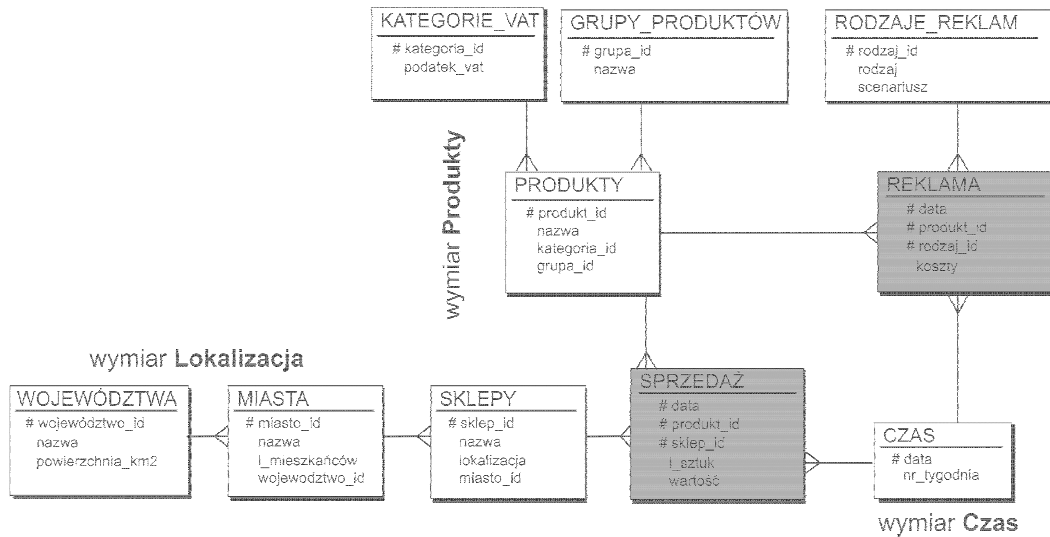 KATEGORIE_VAT
# kategoria_id
podatek_vat
GRUPY_PRODUKTÓW
# grupa_id
nazwa
RODZAJE_REKLAM
# rodzaj_id
rodzaj
scenariusz
wymiar Produkty
PRODUKTY
# produkt_id
nazwa
kategoria_id
grupa_id
REKLAMA
# data
# produkt_id
# rodzaj_id
koszty
wymiar Lokalizacja
WOJEWÓDZTWA
# województwo_id
nazwa
powierzchnia_km2
MIASTA
# miasto_id
nazwa
l_mieszkańców
wojewodztwo_id
SKLEPY
# sklep_id
nazwa
lokalizacja
miasto_id
SPRZEDAŻ
# data
# produkt_id
# sklep_id
l_sztuk
wartość
CZAS
# data
nr_tygodnia
wymiar Czas